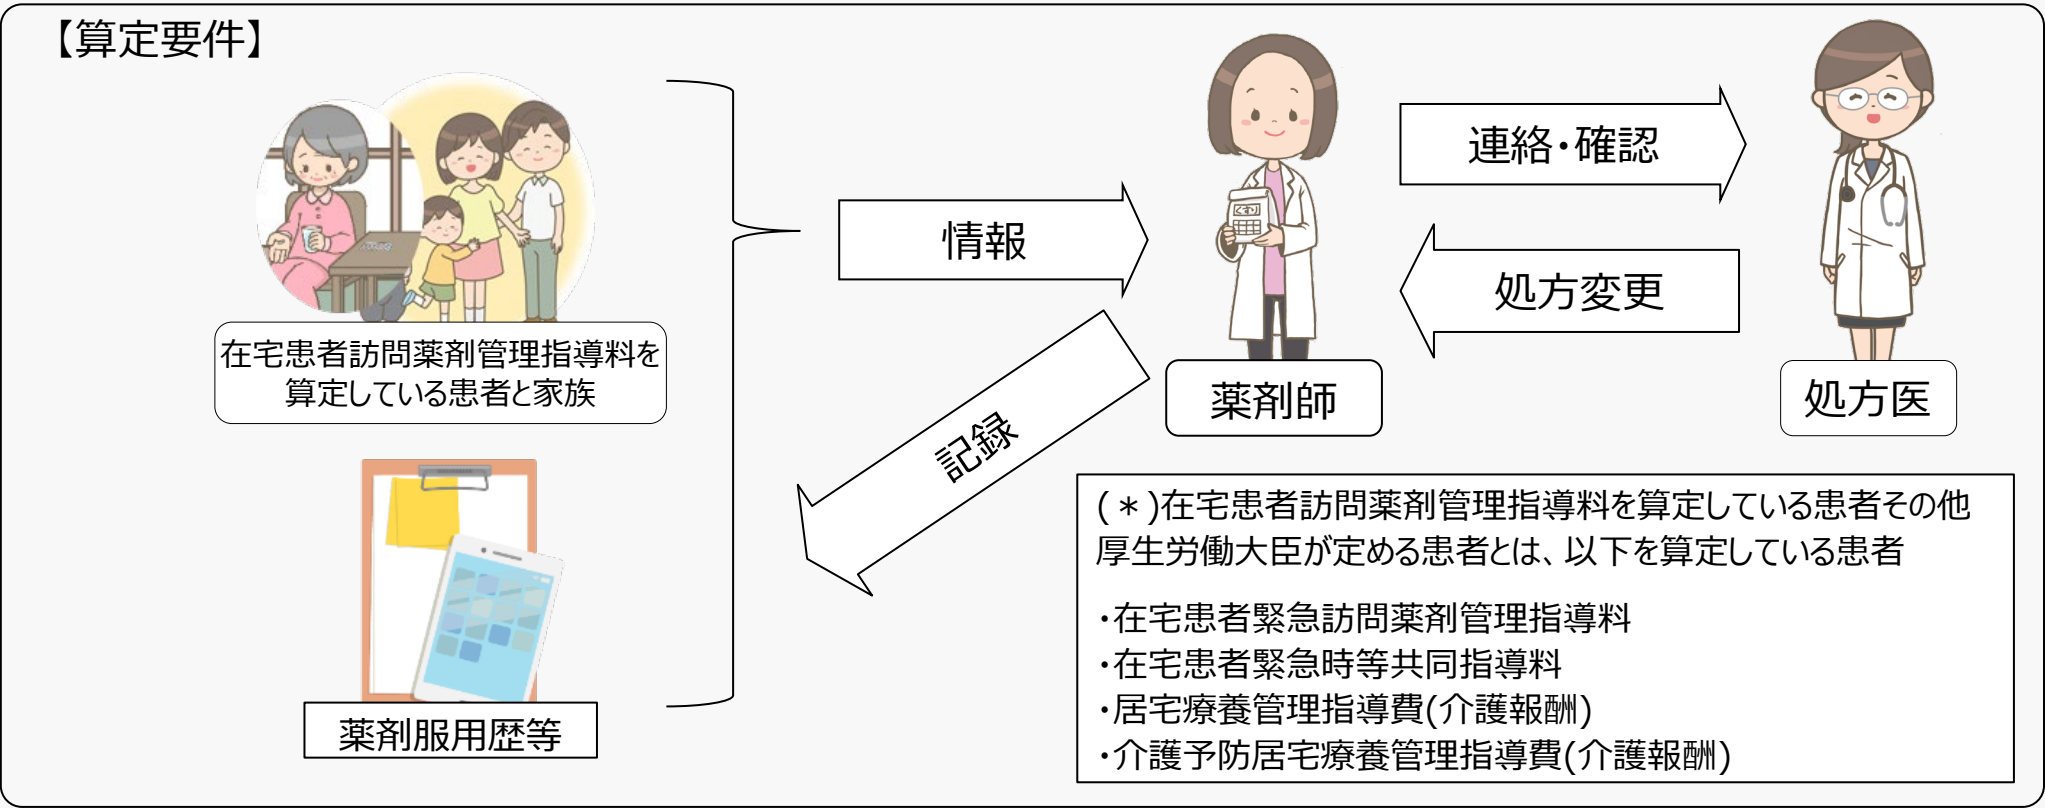 【算定要件】
在宅患者訪問薬剤管理指導料を
算定している患者と家族
薬剤服用歴等
情報
記録
くすり
薬剤師
連絡・確認
処方変更
処方医
(＊)在宅患者訪問薬剤管理指導料を算定している患者その他
厚生労働大臣が定める患者とは、以下を算定している患者
・在宅患者緊急訪問薬剤管理指導料
・在宅患者緊急時等共同指導料
・居宅療養管理指導費(介護報酬)
・介護予防居宅療養管理指導費(介護報酬)